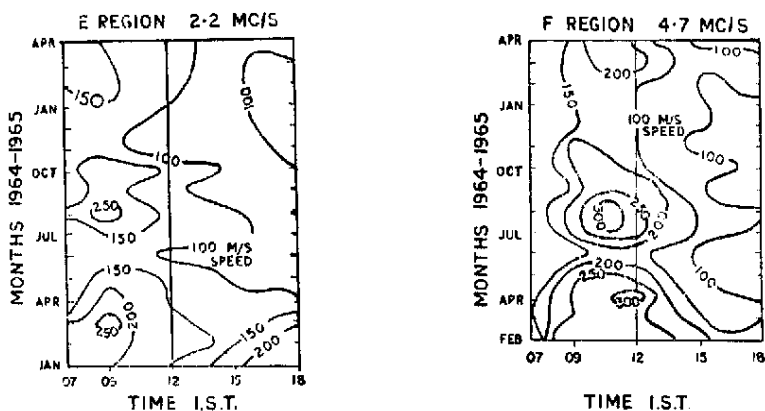 E REGION 2·2 MC/S
APR
JAN
OCT
JUL
APR
JAN
MONTHS 1964-1965
150
100
100
250
150
100 M/S
SPEED
150
200
250
150
200
07 09 12 15 18
TIME I.S.T.
F REGION 4·7 MC/S
APR
JAN
OCT
JUL
APR
FEB
MONTHS 1964-1965
100
200
150
100 M/S
SPEED
100
300
250
200
200
250
300
100
07 09 12 15 18
TIME I.S.T.